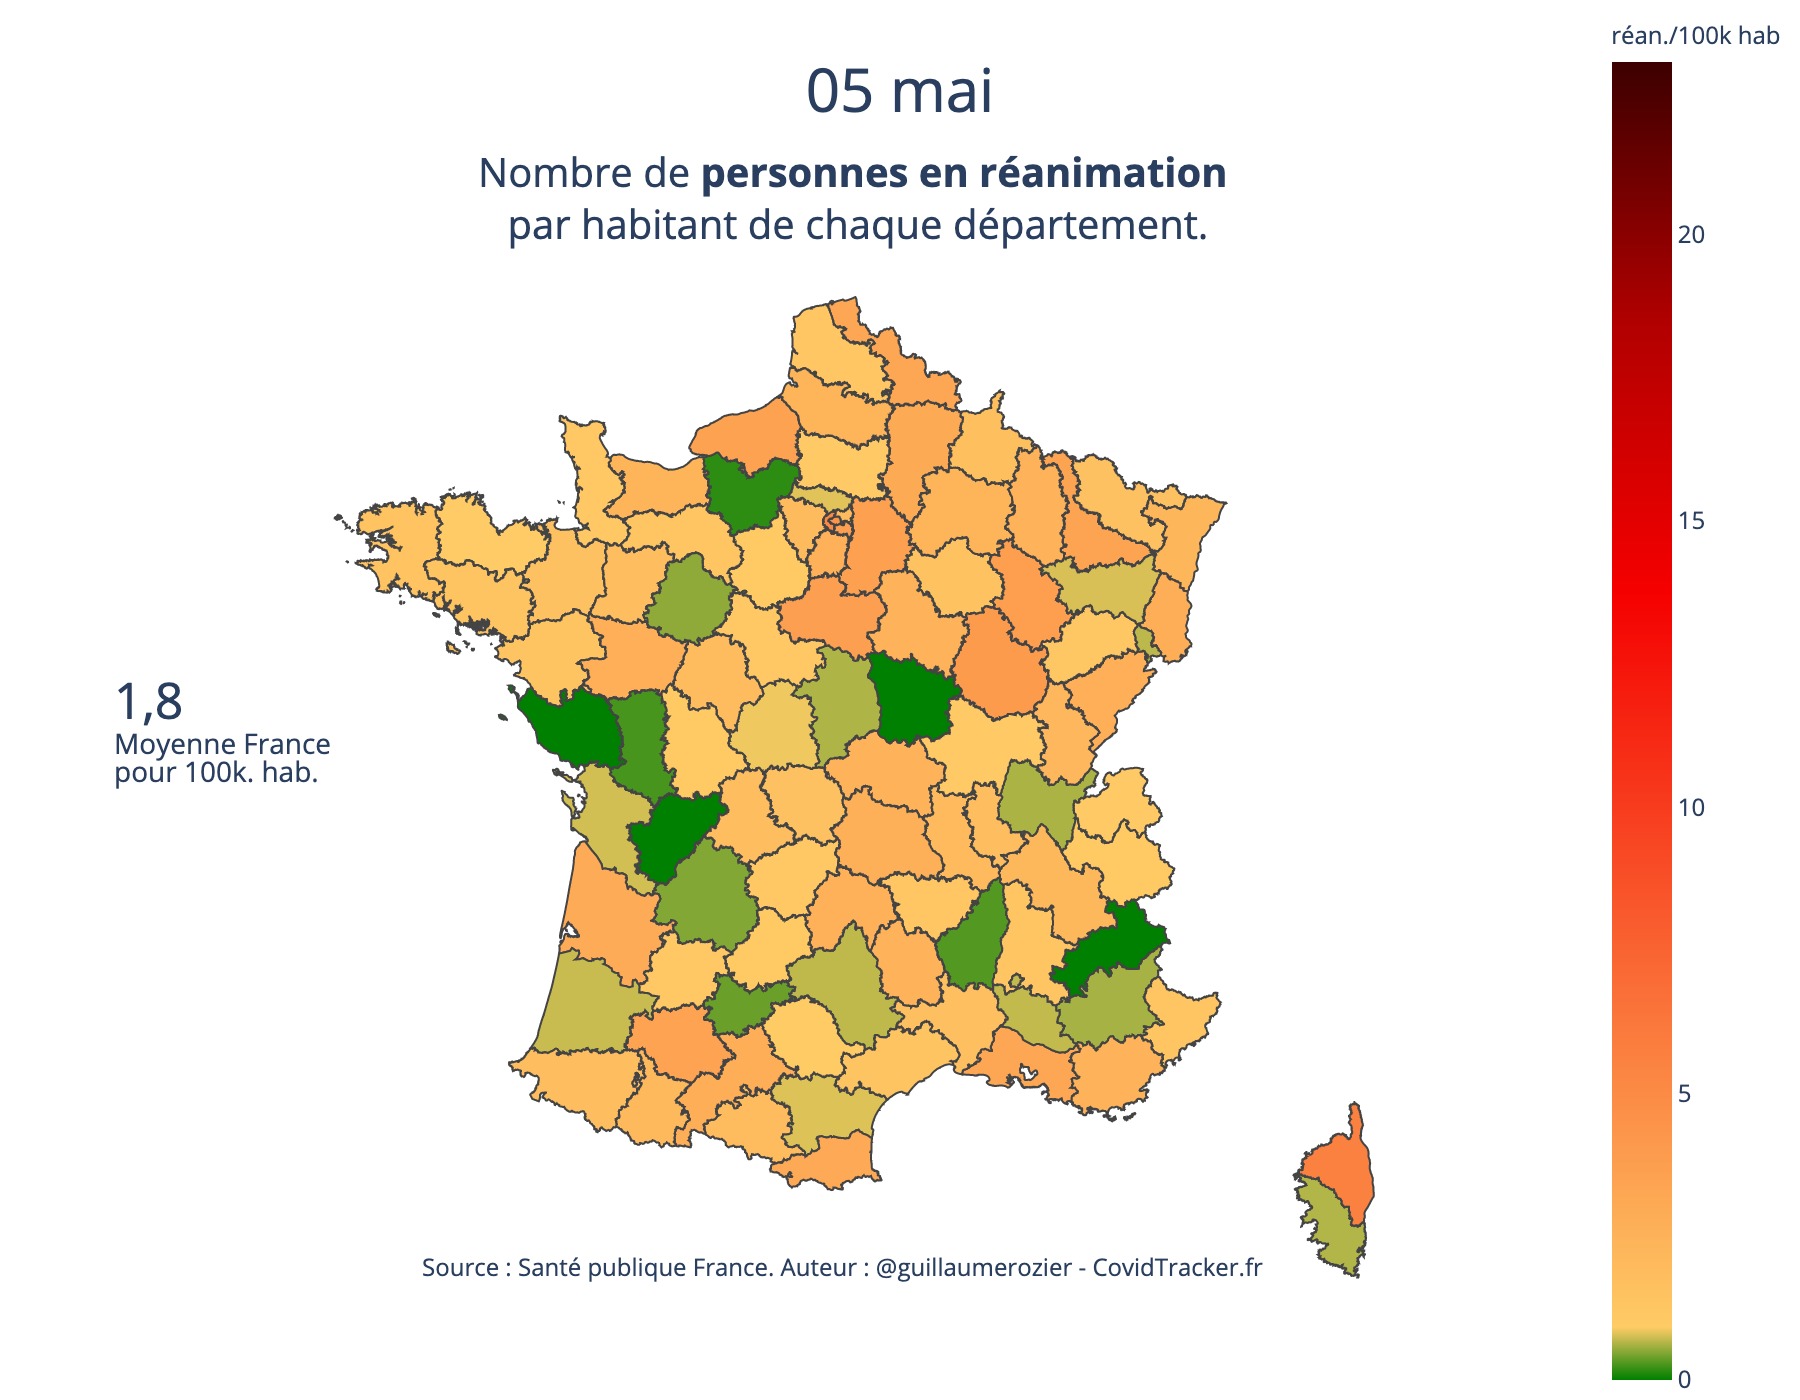 réan./100k hab
05 mai
Nombre de personnes en réanimation
par habitant de chaque département.
20
15
1,8
Moyenne France
pour 100k. hab.
10
5
Source : Santé publique France. Auteur : @guillaumerozier - CovidTracker.fr
0